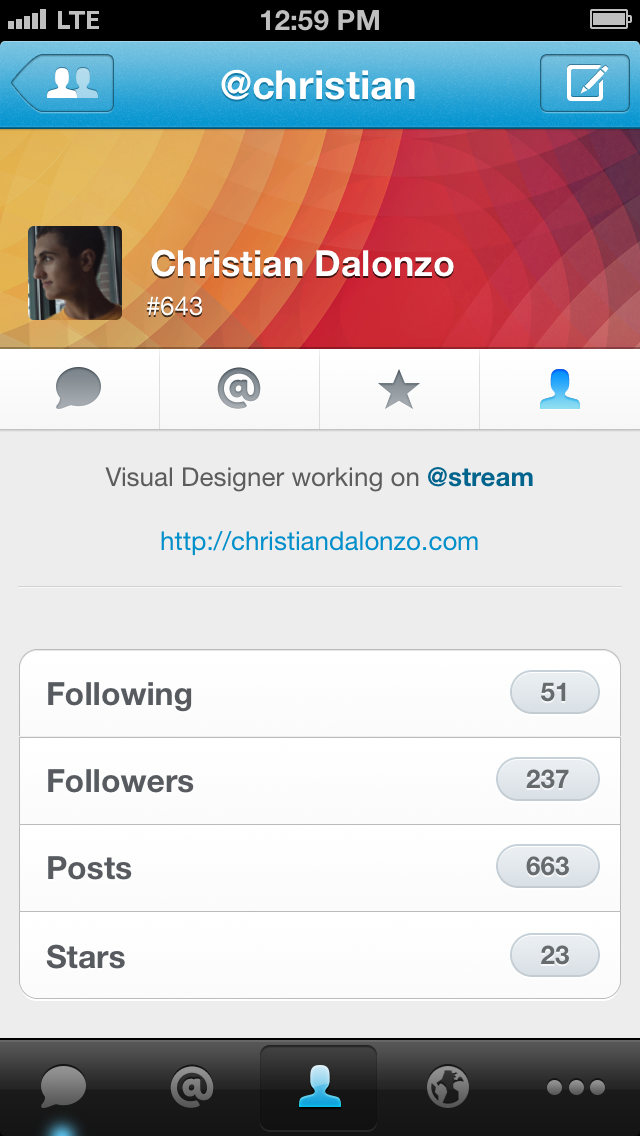 LTE 12:59 PM
@christian
Christian Dalonzo
#643
@
Visual Designer working on @stream
http://christiandalonzo.com
Following 51
Followers 237
Posts 663
Stars 23
@